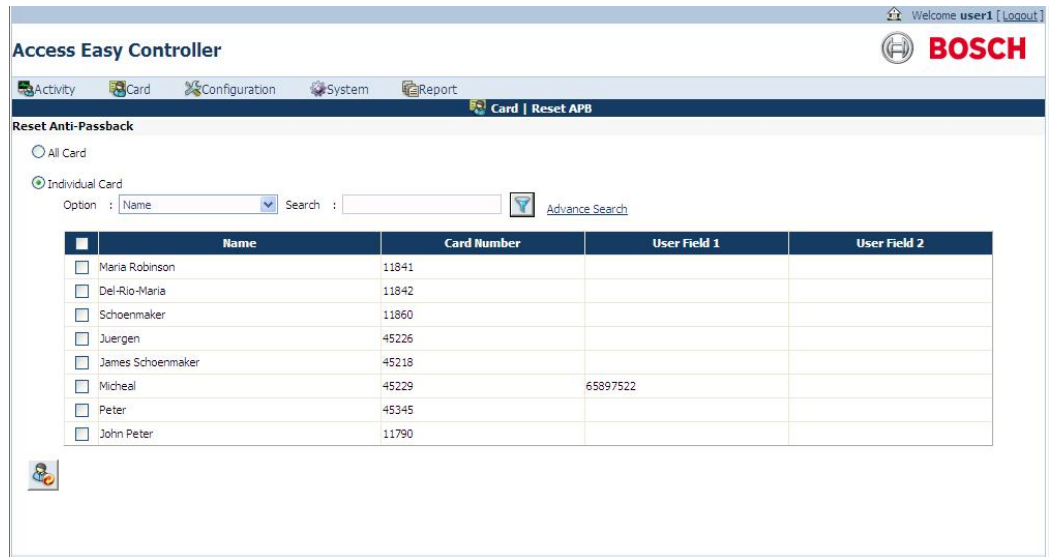 Welcome user1 [ Logout ]
Access Easy Controller
BOSCH
Activity Card Configuration System Report
Card | Reset APB
Reset Anti-Passback
All Card
Individual Card
Option : Name Search : Advance Search
Name Card Number User Field 1 User Field 2
Maria Robinson 11841
Del-Rio-Maria 11842
Schoenmaker 11860
Juergen 45226
James Schoenmaker 45218
Micheal 45229 65897522
Peter 45345
John Peter 11790